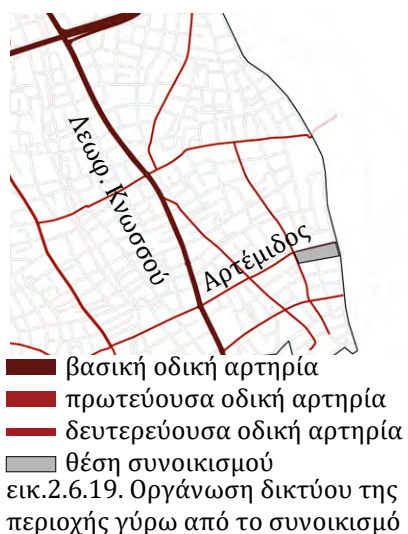 Λεωφ. Κνωσσού
Αρτέμιδος
βασική οδική αρτηρία
πρωτεύουσα οδική αρτηρία
δευτερεύουσα οδική αρτηρία
θέση συνοικισμού
εικ.2.6.19. Οργάνωση δικτύου της
περιοχής γύρω από το συνοικισμό